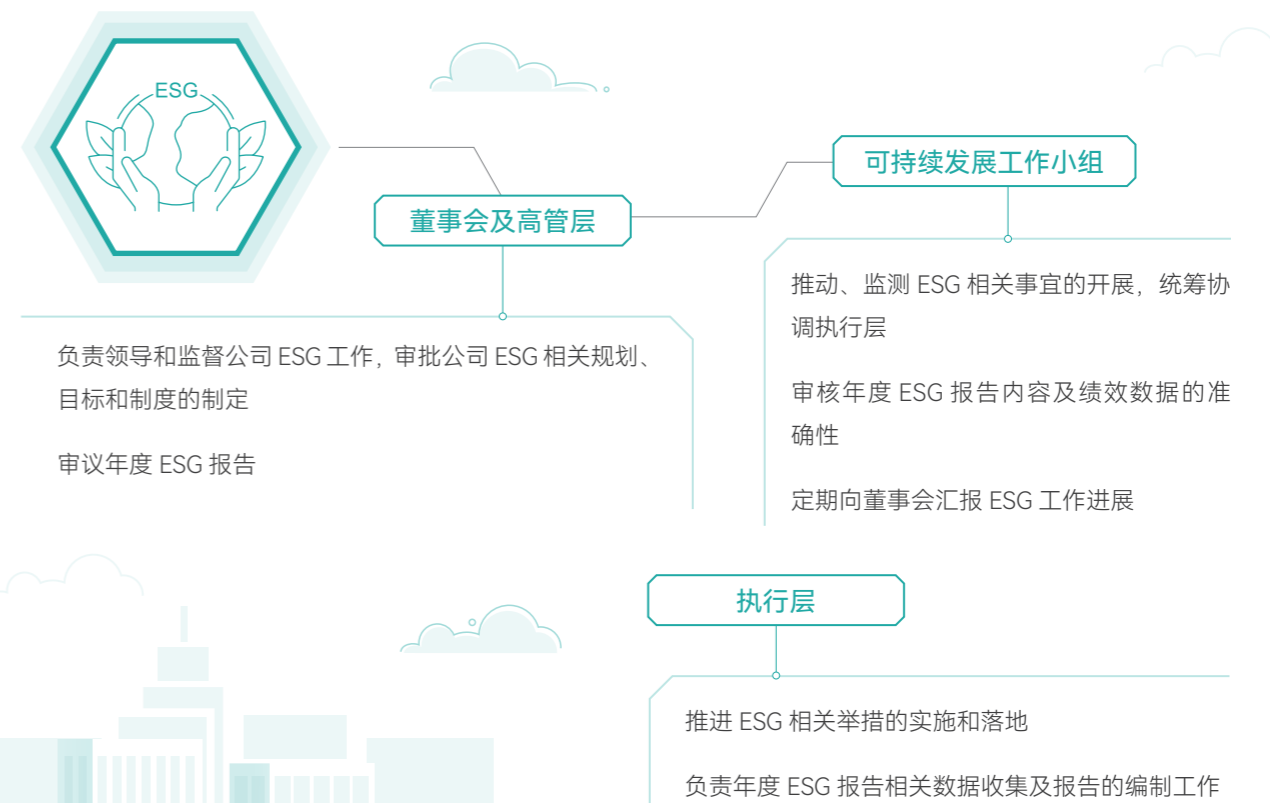 ESG
董事会及高管层
负责领导和监督公司 ESG 工作，审批公司 ESG 相关规划、
目标和制度的制定
审议年度 ESG 报告
可持续发展工作小组
推动、监测 ESG 相关事宜的开展，统筹协
调执行层
审核年度 ESG 报告内容及绩效数据的准
确性
定期向董事会汇报 ESG 工作进展
执行层
推进 ESG 相关举措的实施和落地
负责年度 ESG 报告相关数据收集及报告的编制工作